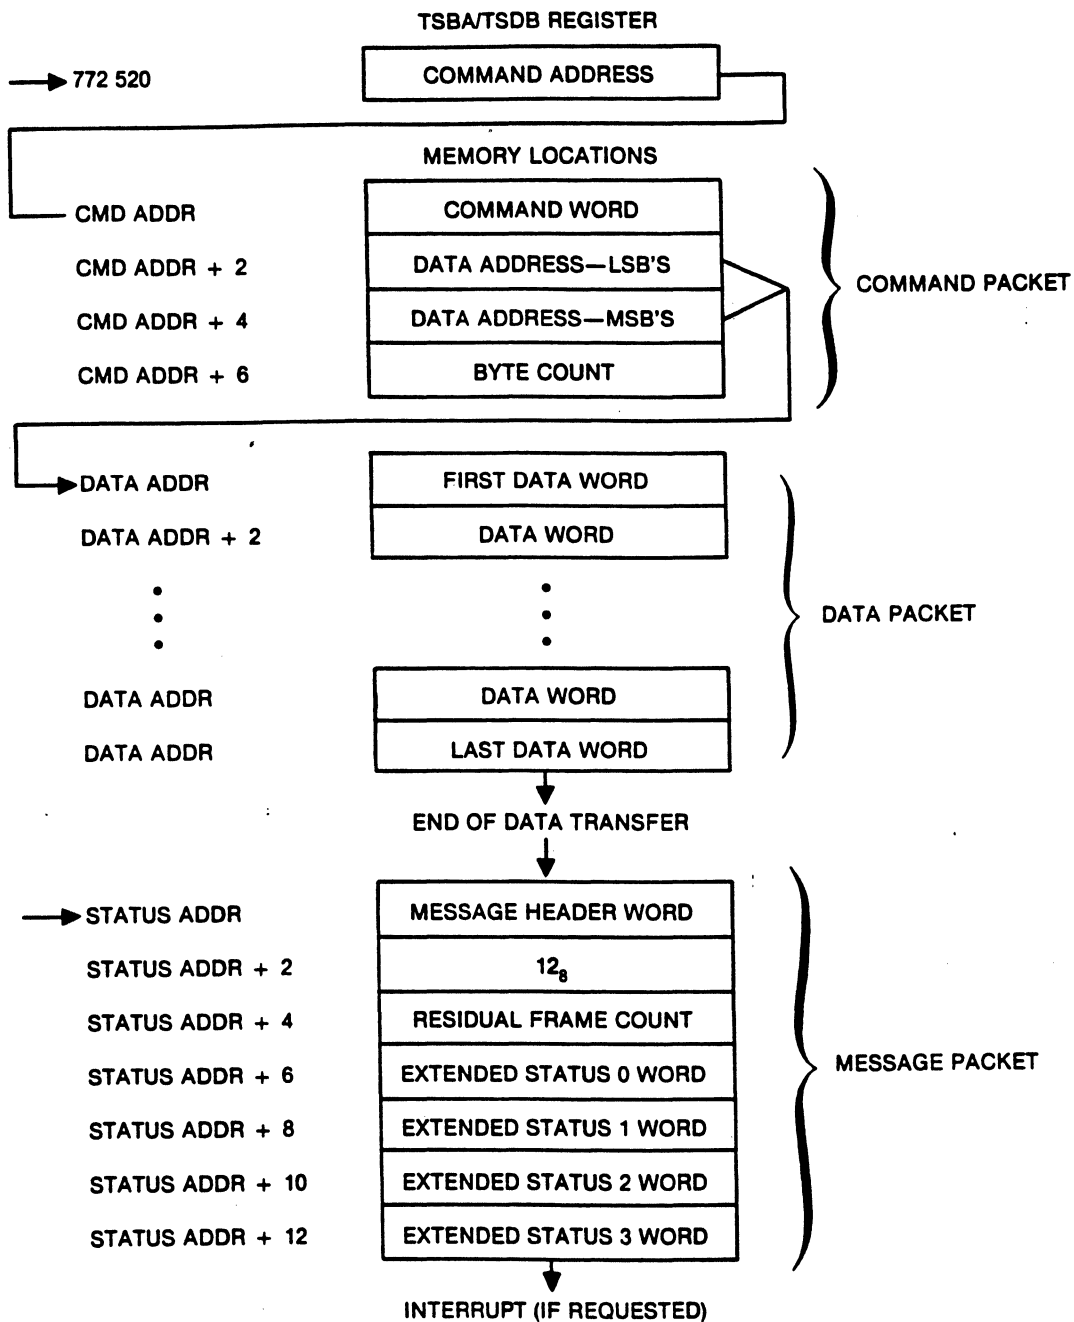 TSBA/TSDB REGISTER
772 520 COMMAND ADDRESS
MEMORY LOCATIONS
CMD ADDR COMMAND WORD
CMD ADDR + 2 DATA ADDRESS—LSB'S
COMMAND PACKET
CMD ADDR + 4 DATA ADDRESS—MSB'S
CMD ADDR + 6 BYTE COUNT
DATA ADDR FIRST DATA WORD
DATA ADDR + 2 DATA WORD
DATA PACKET
DATA ADDR DATA WORD
DATA ADDR LAST DATA WORD
END OF DATA TRANSFER
STATUS ADDR MESSAGE HEADER WORD
STATUS ADDR + 2 12₈
STATUS ADDR + 4 RESIDUAL FRAME COUNT
MESSAGE PACKET
STATUS ADDR + 6 EXTENDED STATUS 0 WORD
STATUS ADDR + 8 EXTENDED STATUS 1 WORD
STATUS ADDR + 10 EXTENDED STATUS 2 WORD
STATUS ADDR + 12 EXTENDED STATUS 3 WORD
INTERRUPT (IF REQUESTED)